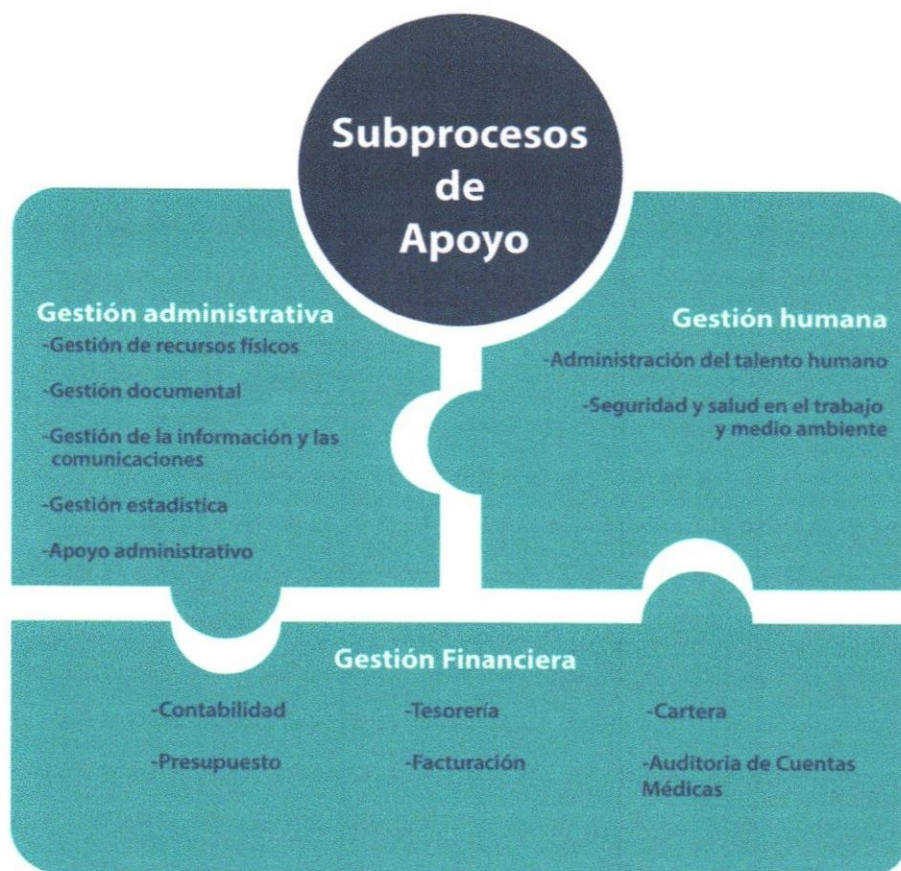 Subprocesos
de
Apoyo
Gestión administrativa
-Gestión de recursos físicos
-Gestión documental
-Gestión de la información y las
comunicaciones
-Gestión estadística
-Apoyo administrativo
Gestión humana
-Administración del talento humano
-Seguridad y salud en el trabajo
y medio ambiente
Gestión Financiera
-Contabilidad
-Tesorería
-Cartera
-Presupuesto
-Facturación
-Auditoria de Cuentas
Médicas